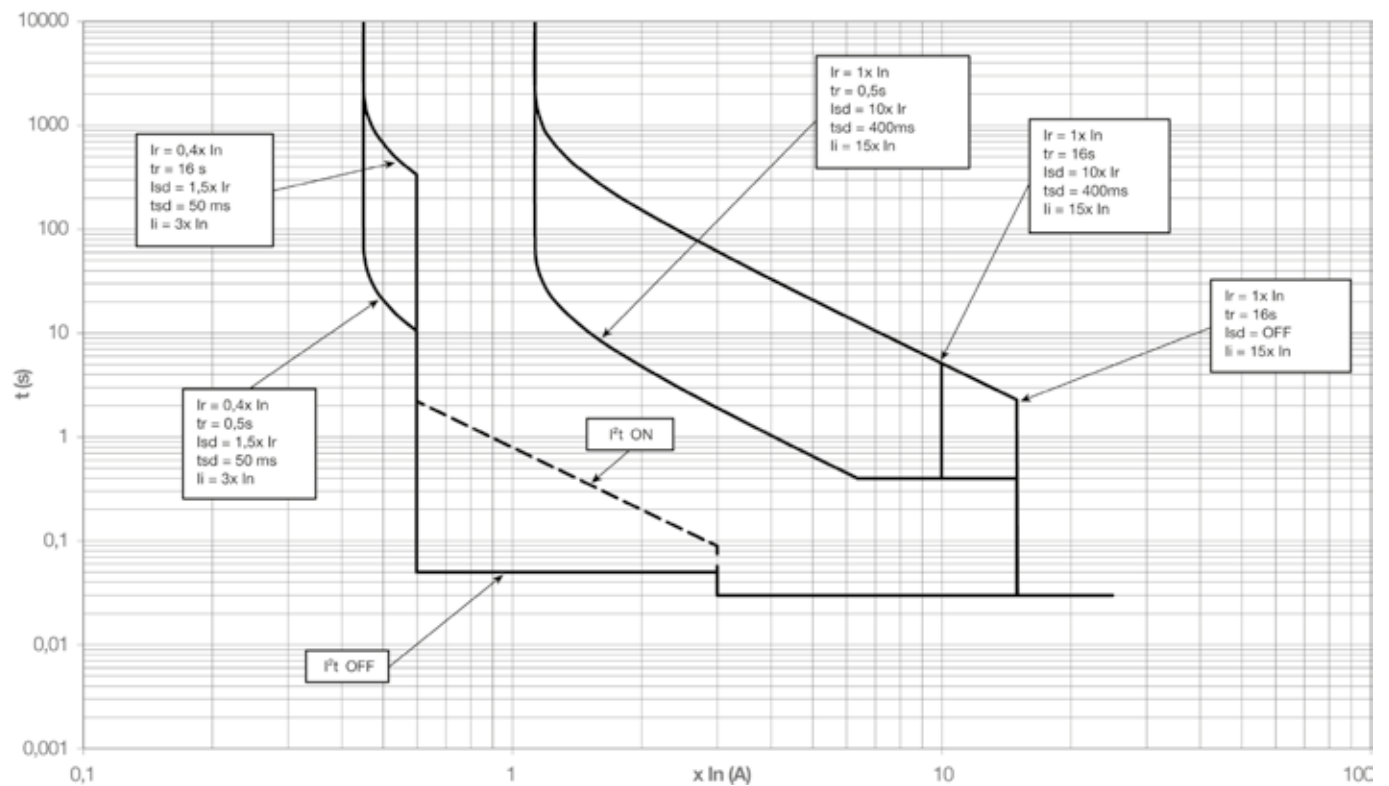 10000
1000
100
10
1
0,1
0,01
0,001
t (s)
0,1
1
x In (A)
10
100
Ir = 0,4x In
tr = 16 s
Isd = 1,5x Ir
tsd = 50 ms
Ii = 3x In
Ir = 0,4x In
tr = 0,5s
Isd = 1,5x Ir
tsd = 50 ms
Ii = 3x In
I²t OFF
I²t ON
Ir = 1x In
tr = 0,5s
Isd = 10x Ir
tsd = 400ms
Ii = 15x In
Ir = 1x In
tr = 16s
Isd = 10x Ir
tsd = 400ms
Ii = 15x In
Ir = 1x In
tr = 16s
Isd = OFF
Ii = 15x In